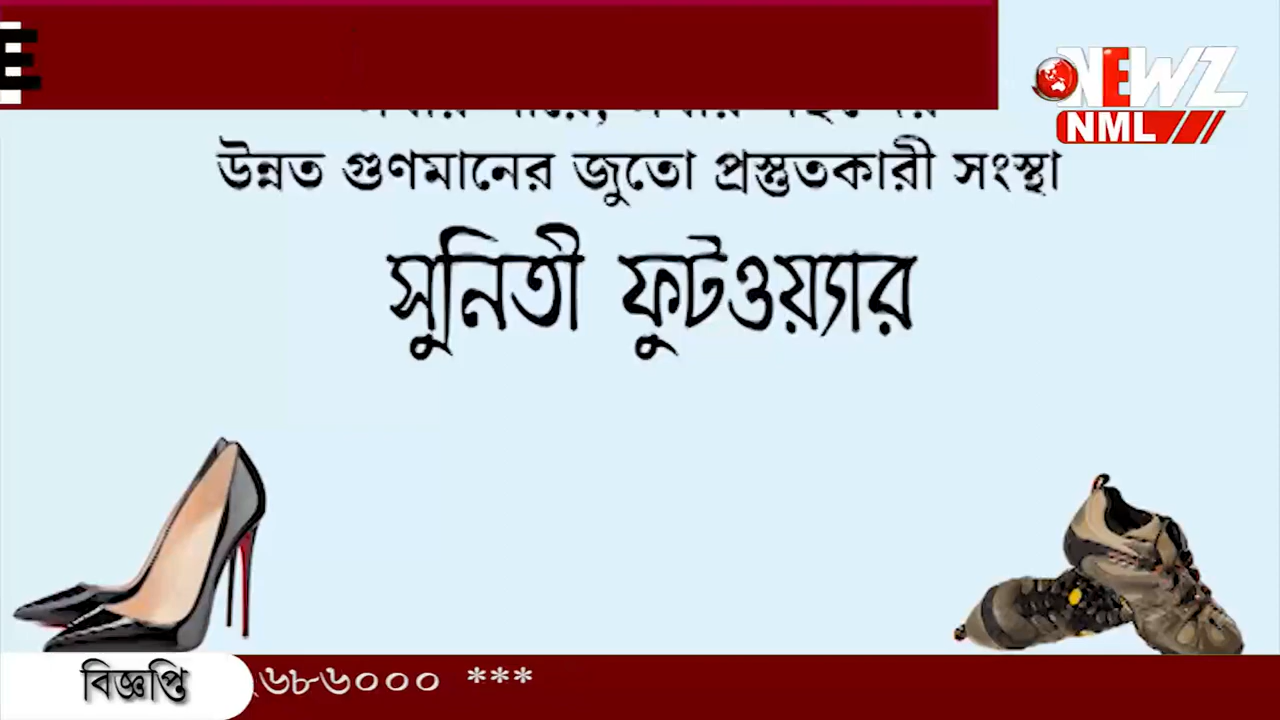 NEWZ
NML
উন্নত গুণমানের জুতো প্রস্তুতকারী সংস্থা
সুনিতী ফুটওয়্যার
বিজ্ঞপ্তি
৬৮৬০০০ ***